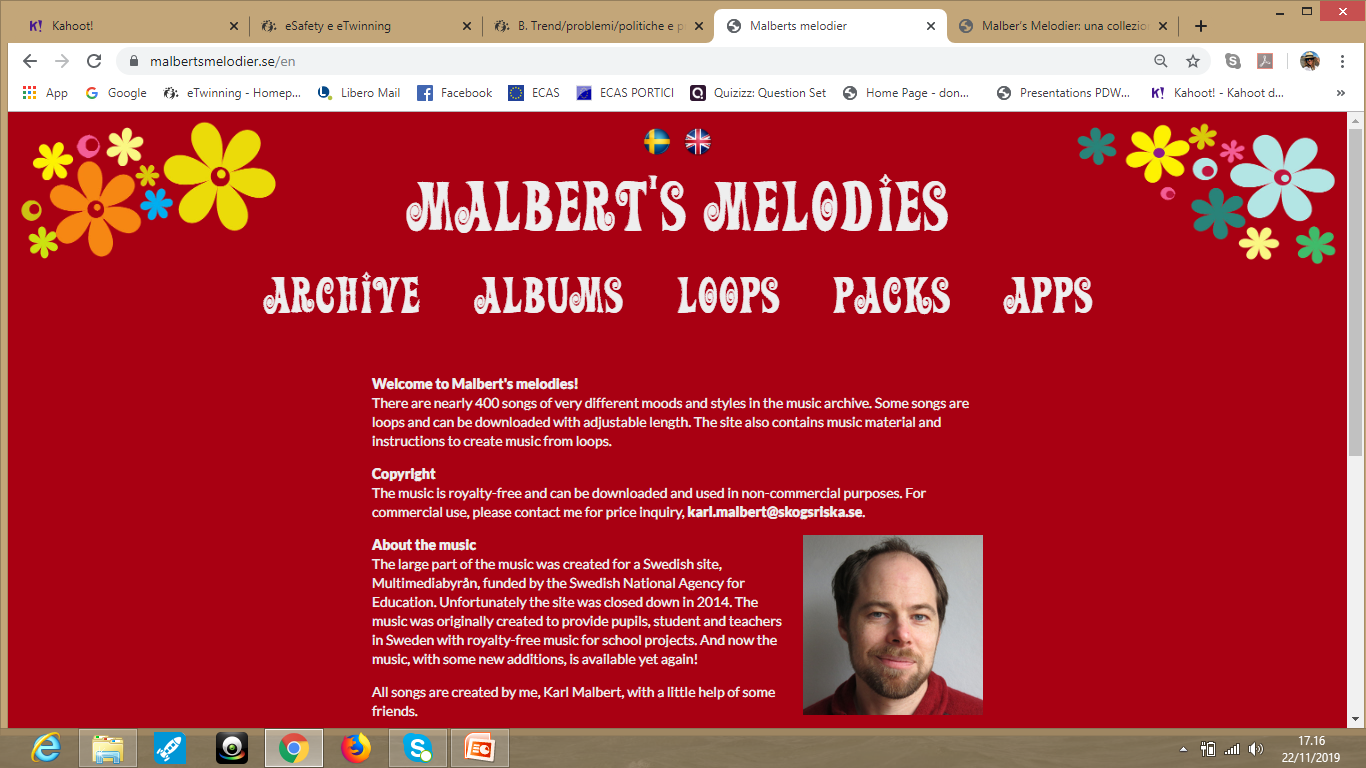 Kahoot!
eSafety e eTwinning
B. Trend/problemi/politiche e p
Malberts melodier
Malber's Melodier: una collezion
malbertsmelodier.se/en
App
Google
eTwinning - Homep...
Libero Mail
Facebook
ECAS
ECAS PORTICI
Quizizz: Question Set
Home Page - don...
Presentations PDW...
Kahoot! - Kahoot d...
»
MALBERT'S MELODIES
ARCHIVE
ALBUMS
LOOPS
PACKS
APPS
Welcome to Malbert's melodies!
There are nearly 400 songs of very different moods and styles in the music archive. Some songs are
loops and can be downloaded with adjustable length. The site also contains music material and
instructions to create music from loops.
Copyright
The music is royalty-free and can be downloaded and used in non-commercial purposes. For
commercial use, please contact me for price inquiry, karl.malbert@skogsriska.se.
About the music
The large part of the music was created for a Swedish site,
Multimediabyrån, funded by the Swedish National Agency for
Education. Unfortunately the site was closed down in 2014. The
music was originally created to provide pupils, student and teachers
in Sweden with royalty-free music for school projects. And now the
music, with some new additions, is available yet again!
All songs are created by me, Karl Malbert, with a little help of some
friends.
17.16
22/11/2019